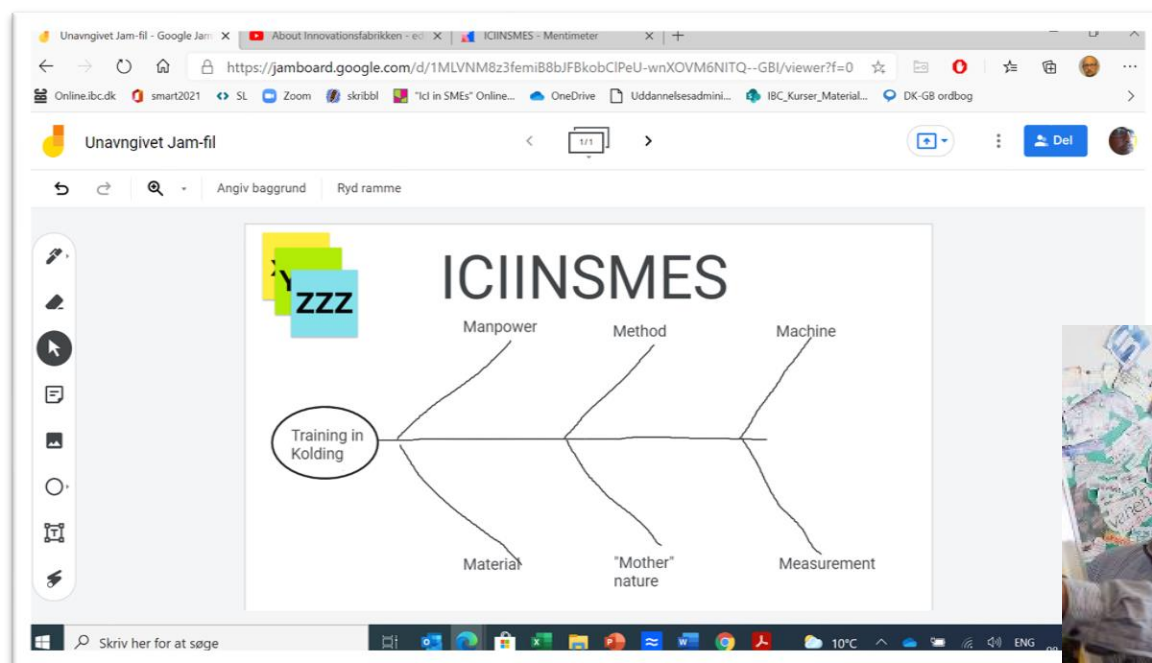 Unavngivet Jam-fil - Google Jam
About Innovationsfabrikken - ed
ICIINSMES - Mentimeter
https://jamboard.google.com/d/1MLVNM8z3femiB8bJFBkobClPeU-wnXOVM6NITQ--GBI/viewer?f=0
Online.ibc.dk smart2021 SL Zoom skribbl "IcI in SMEs" Online... OneDrive Uddannelsesadmini... IBC_Kurser_Material... DK-GB ordbog
Unavngivet Jam-fil
1/1
Del
Angiv baggrund Ryd ramme
Y
ZZZ
ICIINSMES
Manpower Method Machine
Training in
Kolding
Material "Mother" Measurement
nature
Skriv her for at søge
10°C
ENG